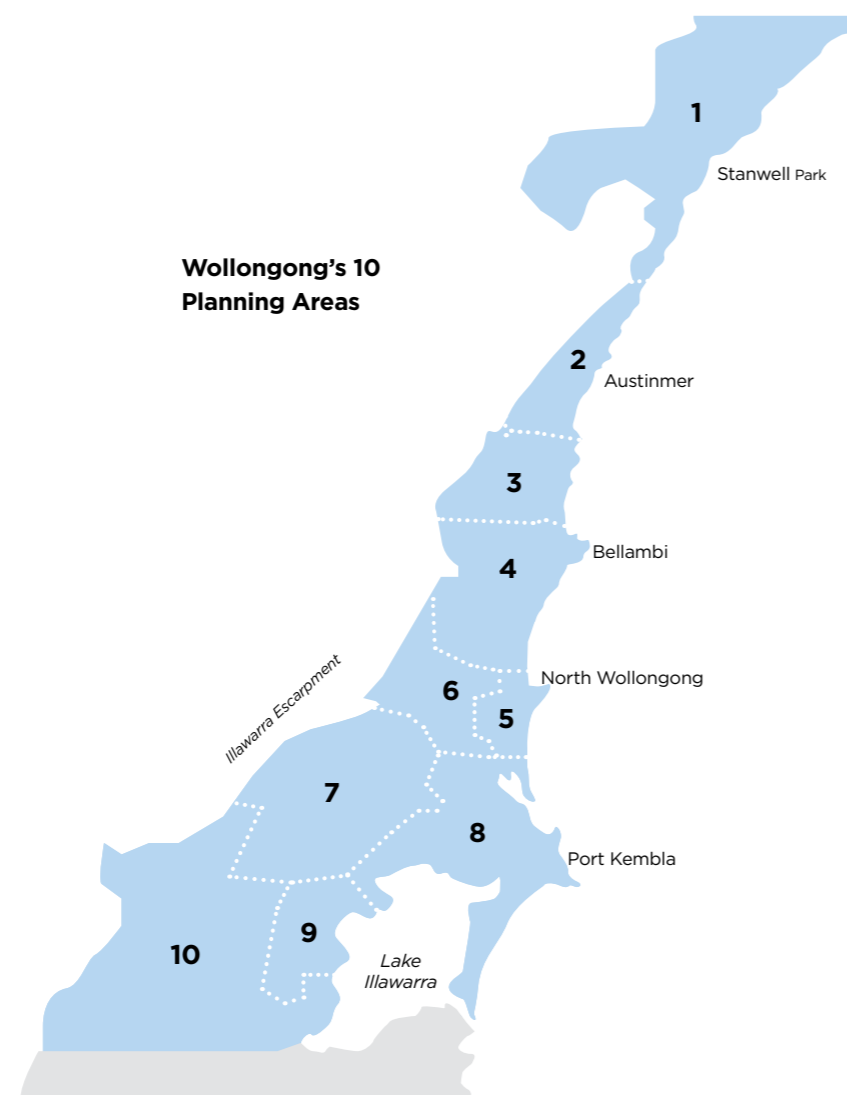 1
Stanwell Park
Wollongong’s 10
Planning Areas
2
Austinmer
3
Bellambi
4
North Wollongong
6
5
Illawarra Escarpment
7
8
Port Kembla
9
10
Lake
Illawarra